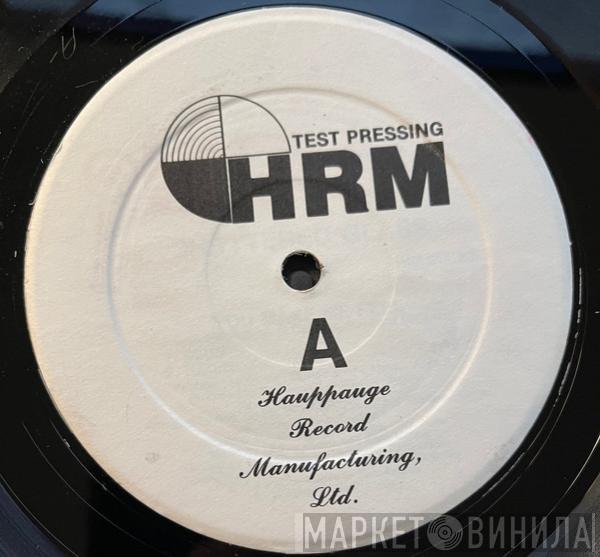 TEST PRESSING
HRM
A
Hauppauge
Record
Manufacturing,
Ltd.
МАРКЕТ ВИНИЛА